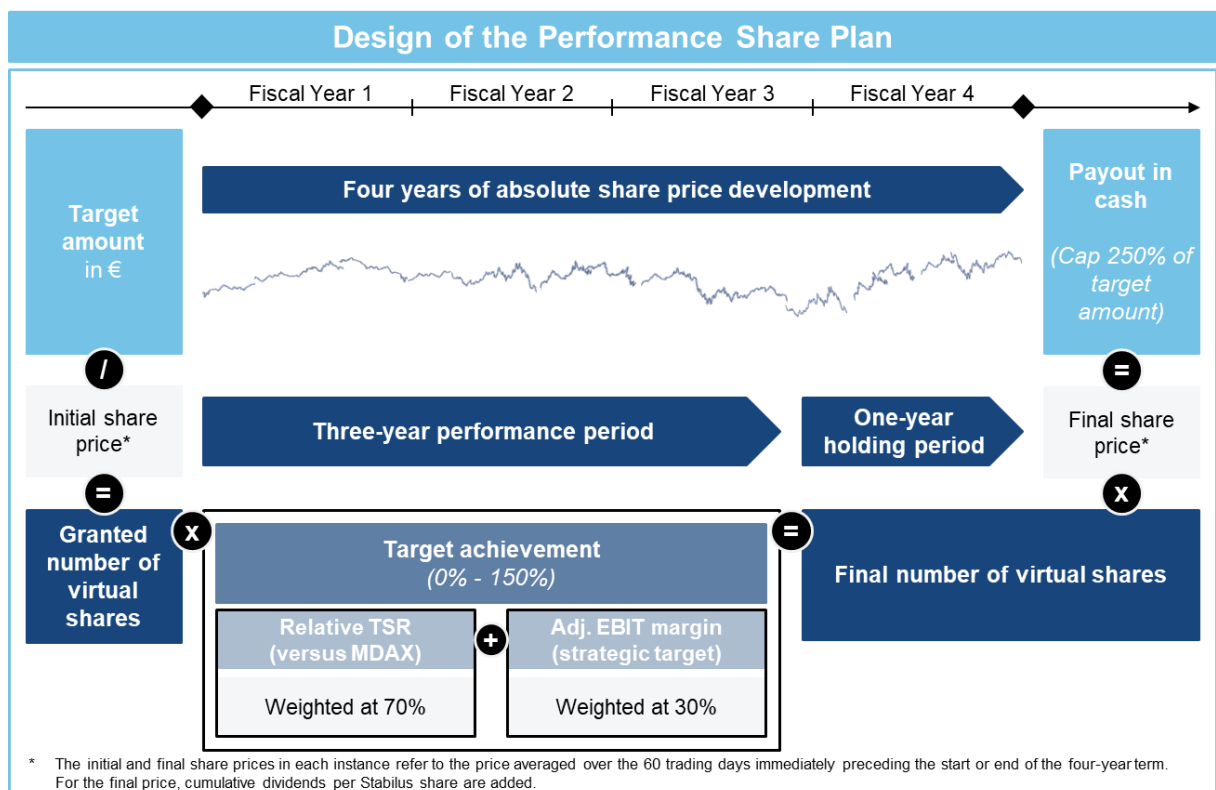 Design of the Performance Share Plan
Fiscal Year 1
Fiscal Year 2
Fiscal Year 3
Fiscal Year 4
Target
amount
in €
Four years of absolute share price development
Payout in
cash
(Cap 250% of
target
amount)
/
=
Initial share
price*
Three-year performance period
One-year
holding period
Final share
price*
=
x
Granted
number of
virtual
shares
x
Target achievement
(0% - 150%)
=
Final number of virtual shares
Relative TSR
(versus MDAX)
Weighted at 70%
+
Adj. EBIT margin
(strategic target)
Weighted at 30%
* The initial and final share prices in each instance refer to the price averaged over the 60 trading days immediately preceding the start or end of the four-year term.
For the final price, cumulative dividends per Stabilus share are added.